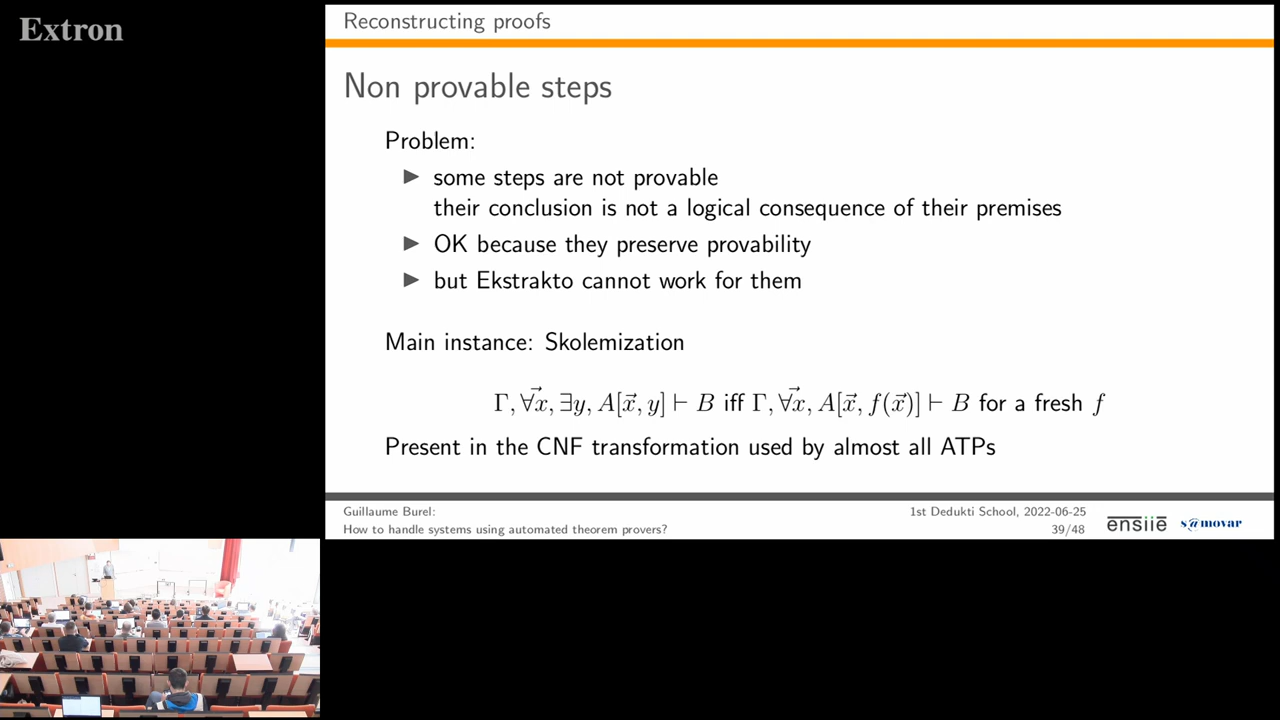 Extron
Reconstructing proofs
Non provable steps
Problem:
▶ some steps are not provable
their conclusion is not a logical consequence of their premises
▶ OK because they preserve provability
▶ but Ekstrakto cannot work for them
Main instance: Skolemization
Γ, ∀⃗x, ∃y, A[x⃗, y] ⊢ B iff Γ, ∀⃗x, A[x⃗, f(x⃗)] ⊢ B for a fresh f
Present in the CNF transformation used by almost all ATPs
Guillaume Burel:
How to handle systems using automated theorem provers?
1st Dedukti School, 2022-06-25
39/48
ensiie
s@movar